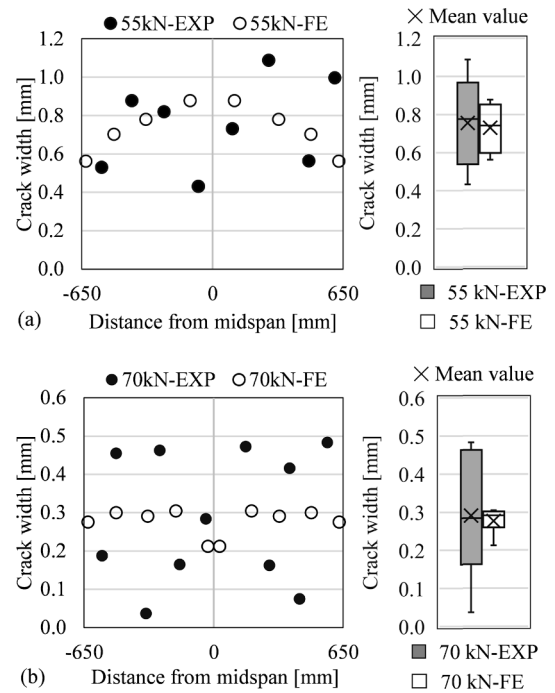 55kN-EXP 55kN-FE
Mean value
Crack width [mm]
1.2
1.0
0.8
0.6
0.4
0.2
0.0
-650 0 650
Distance from midspan [mm]
(a)
Crack width [mm]
1.2
1.0
0.8
0.6
0.4
0.2
0.0
55 kN-EXP
55 kN-FE
70kN-EXP 70kN-FE
Mean value
Crack width [mm]
0.6
0.5
0.4
0.3
0.2
0.1
0.0
-650 0 650
Distance from midspan [mm]
(b)
Crack width [mm]
0.6
0.5
0.4
0.3
0.2
0.1
0.0
70 kN-EXP
70 kN-FE